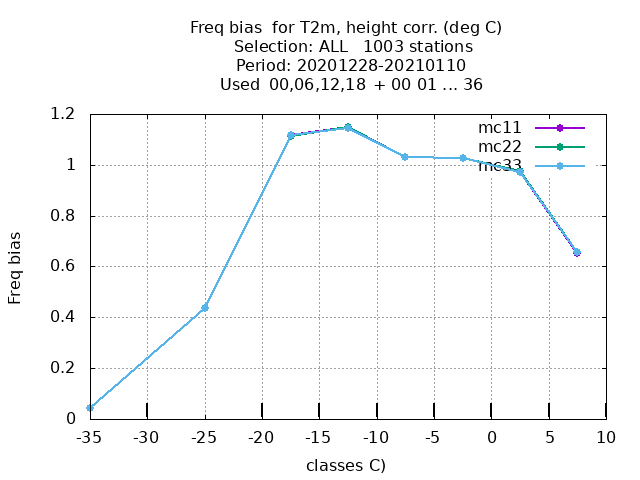 Freq bias  for T2m, height corr. (deg C)
Selection: ALL   1003 stations
Period: 20201228-20210110
Used  00,06,12,18  + 00 01 ... 36
1.2
1
0.8
0.6
0.4
0.2
0
Freq bias
mc11
mc22
mc33
-35 -30 -25 -20 -15 -10 -5 0 5 10
classes C)